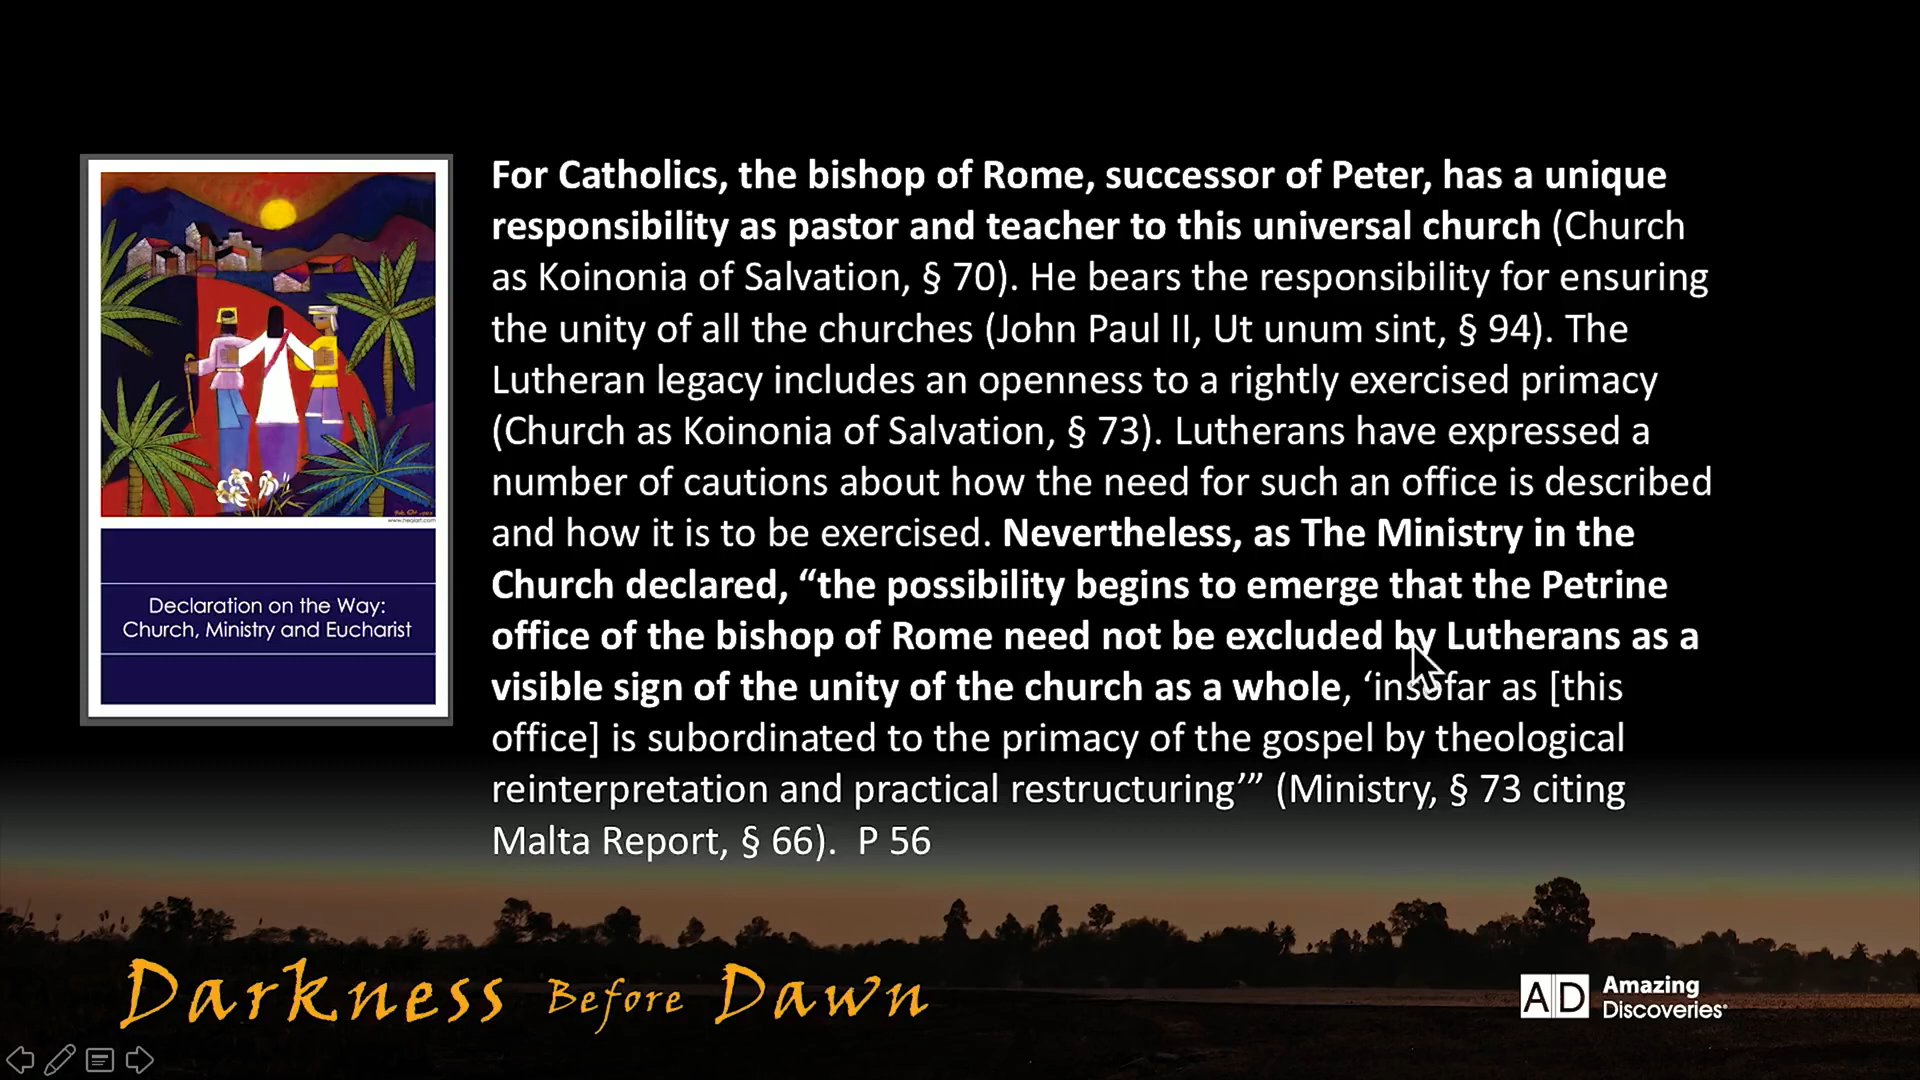 For Catholics, the bishop of Rome, successor of Peter, has a unique
responsibility as pastor and teacher to this universal church (Church
as Koinonia of Salvation, § 70). He bears the responsibility for ensuring
the unity of all the churches (John Paul II, Ut unum sint, § 94). The
Lutheran legacy includes an openness to a rightly exercised primacy
(Church as Koinonia of Salvation, § 73). Lutherans have expressed a
number of cautions about how the need for such an office is described
and how it is to be exercised. Nevertheless, as The Ministry in the
Church declared, “the possibility begins to emerge that the Petrine
office of the bishop of Rome need not be excluded by Lutherans as a
visible sign of the unity of the church as a whole, ‘insofar as [this
office] is subordinated to the primacy of the gospel by theological
reinterpretation and practical restructuring’” (Ministry, § 73 citing
Malta Report, § 66). P 56
www.heqiart.com
Declaration on the Way:
Church, Ministry and Eucharist
Darkness Before Dawn
AD
Amazing
Discoveries